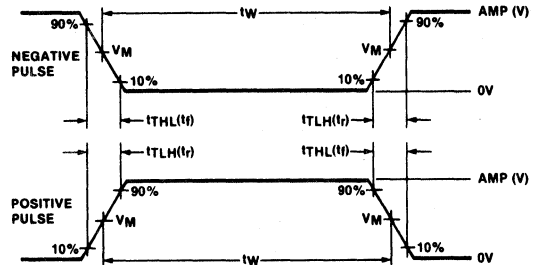 tW AMP (V)
90% 90%
VM VM
NEGATIVE
PULSE
10% 10%
0V
tTHL(tf) tTLH(tr)
tTLH(tr) tTHL(tf)
AMP (V)
90% 90%
POSITIVE
PULSE
VM VM
10% 10%
tW 0V